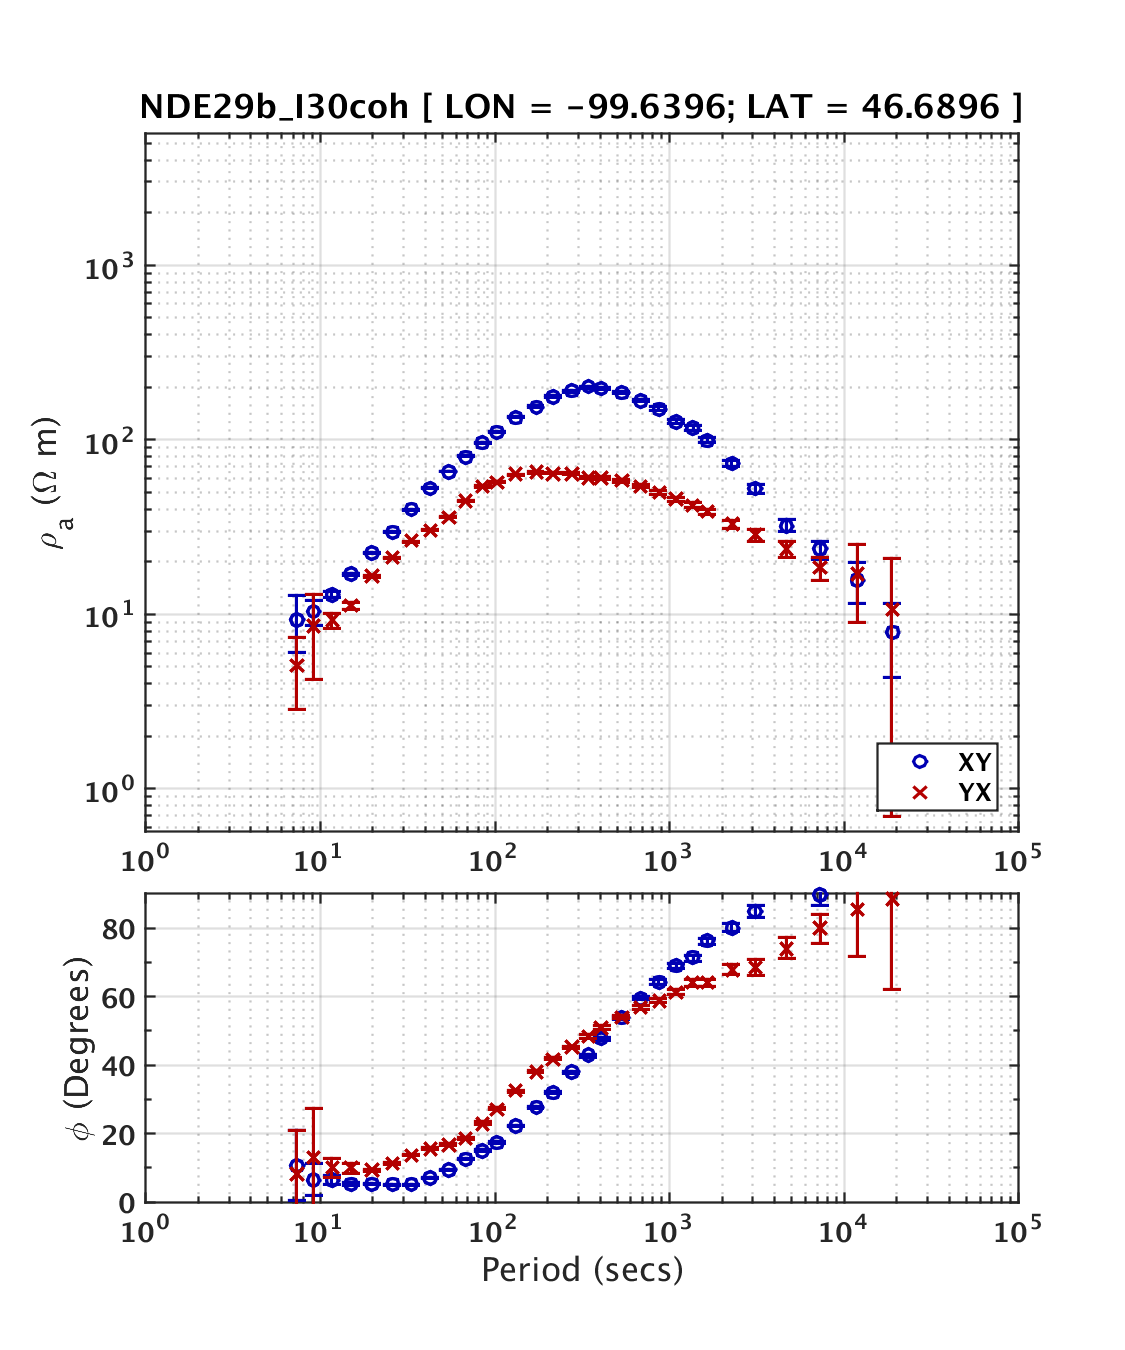 NDE29b_I30coh [ LON = -99.6396; LAT = 46.6896 ]
10³
10²
10¹
10⁰
ρa (Ω m)
XY
YX
10⁰ 10¹ 10² 10³ 10⁴ 10⁵
80
60
40
20
0
ϕ (Degrees)
10⁰ 10¹ 10² 10³ 10⁴ 10⁵
Period (secs)